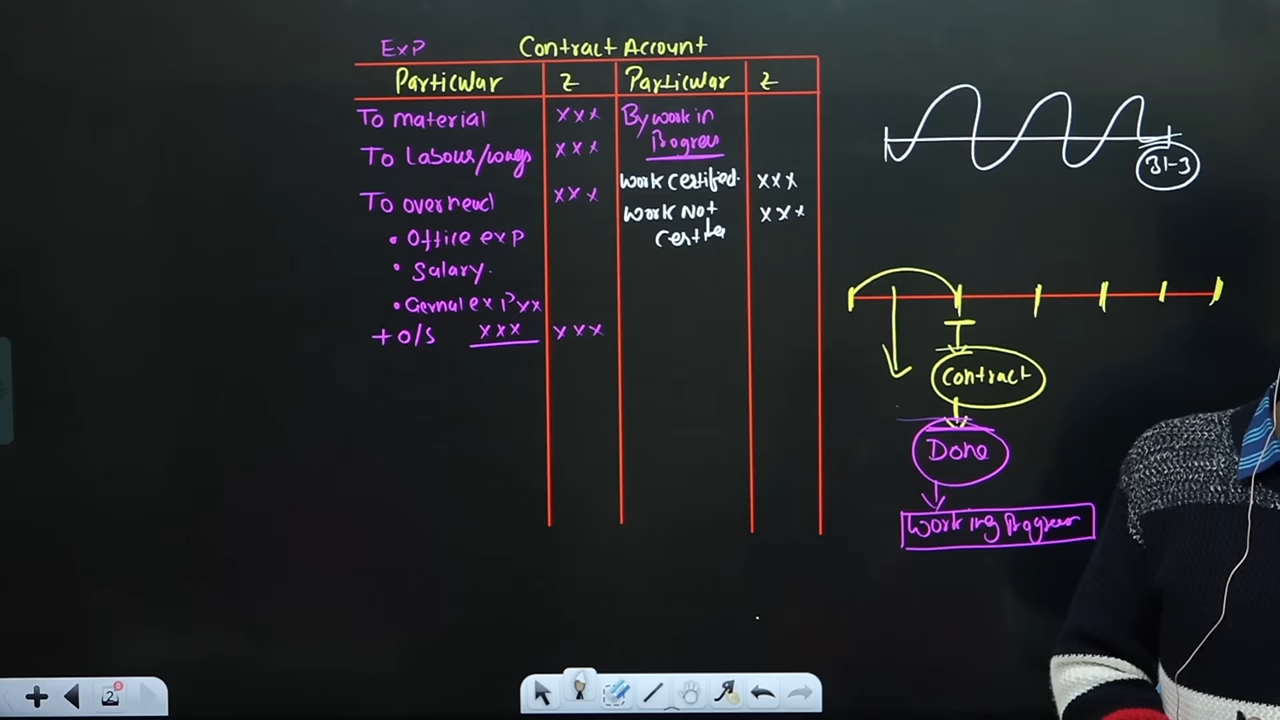 Exp
Contract Account
Particular ₹ Particular ₹
To material xxx By work in
Progress
To Labour/wages xxx
Work Certified. xxx
To overhead xxx
Work Not xxx
• Office exp
• Salary.
• Gernal exp xx
+ O/S xxx xxx
31-3
Contract
Done
Working Progress
2